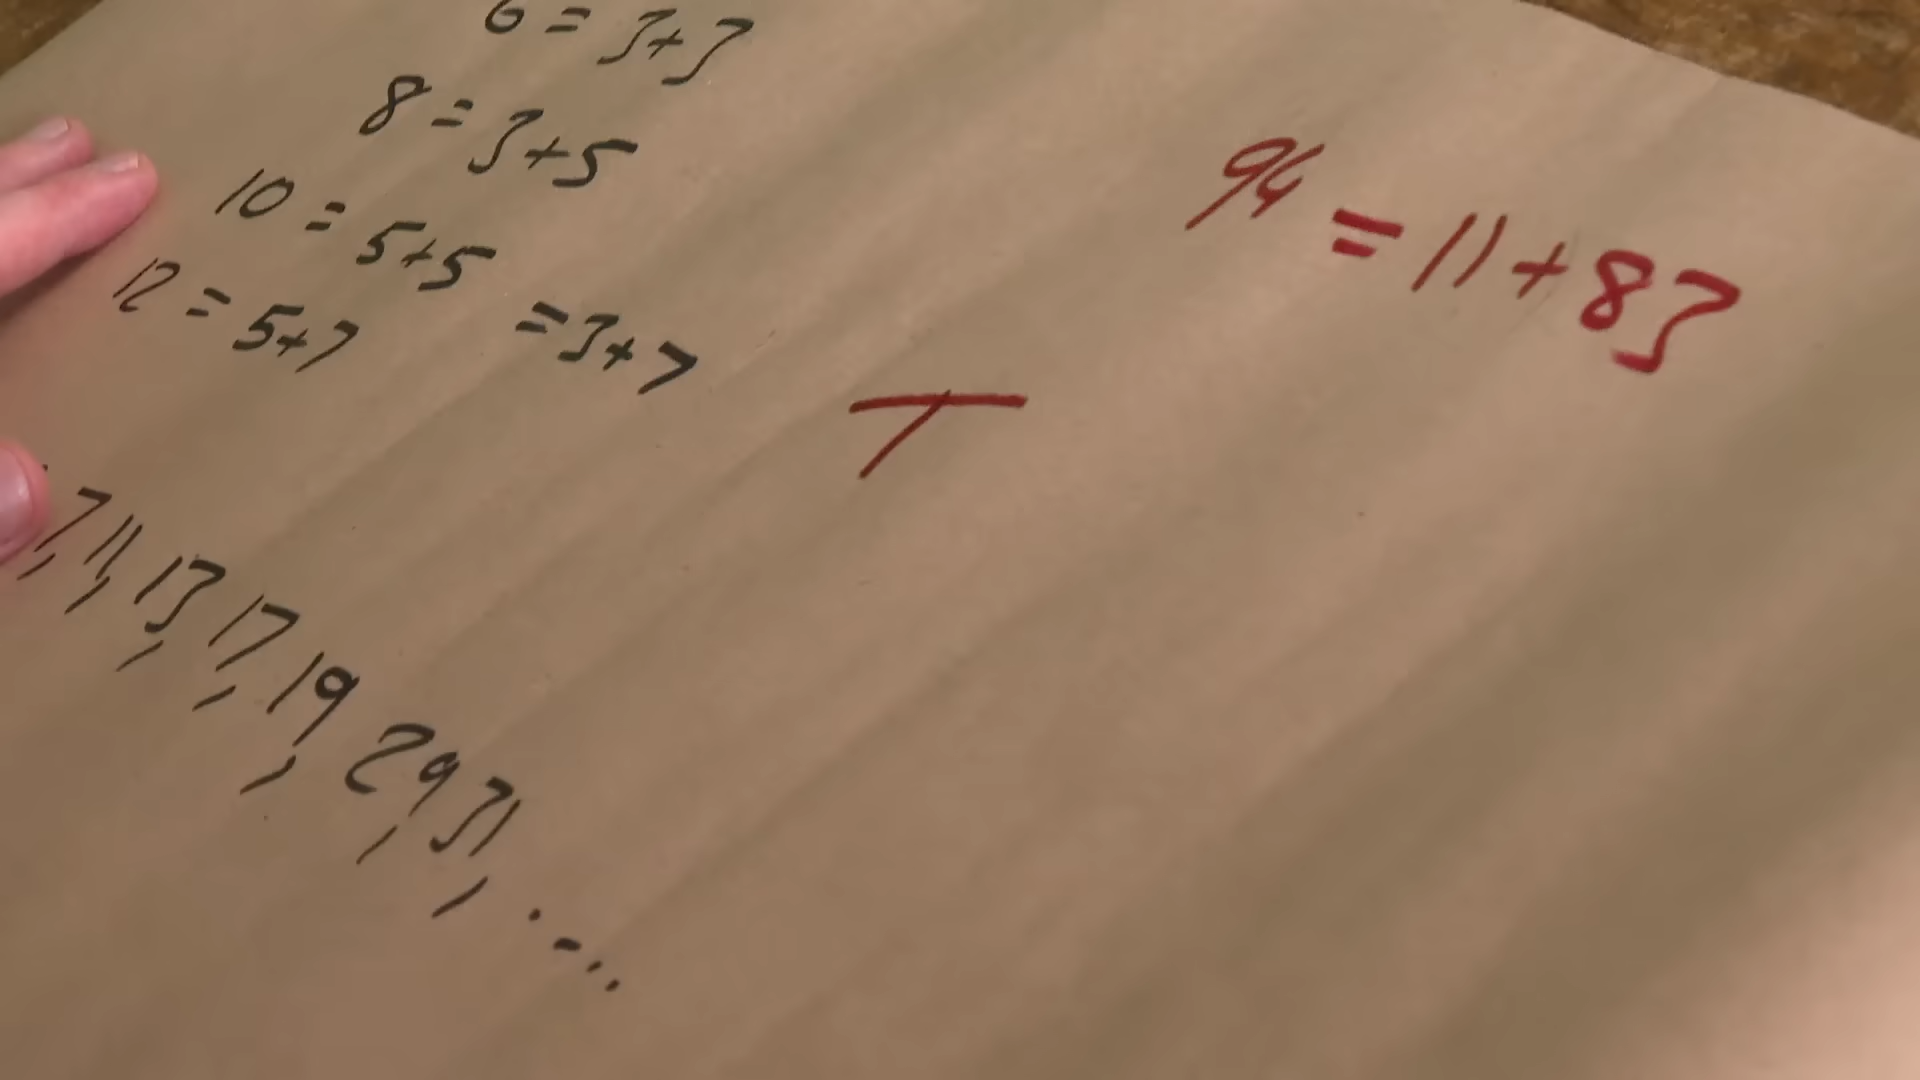 6 = 3+3
8 = 3+5
10 = 5+5
= 3+7
12 = 5+7
94 = 11+83
T
7, 11, 13, 17, 19, 29, 31, ....